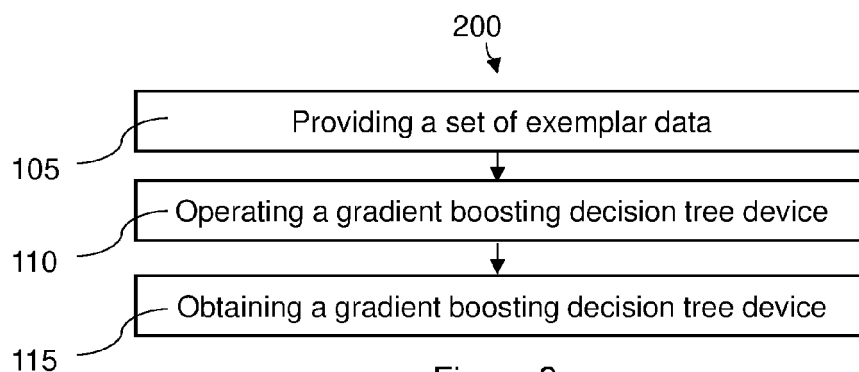 200
Providing a set of exemplar data
105
Operating a gradient boosting decision tree device
110
Obtaining a gradient boosting decision tree device
115